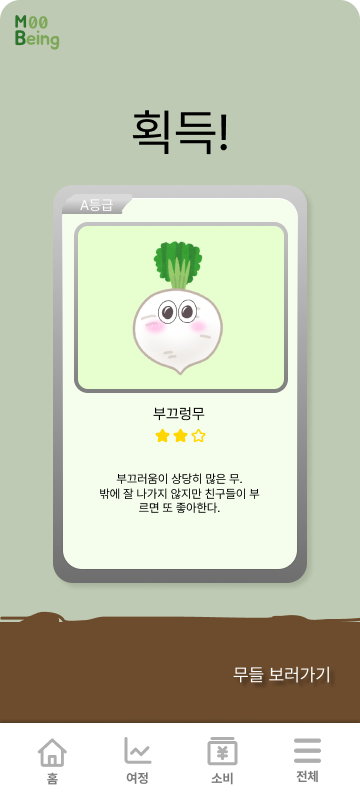 M00
Being
획득!
A등급
부끄렁무
부끄러움이 상당히 많은 무.
밖에 잘 나가지 않지만 친구들이 부
르면 또 좋아한다.
무들 보러가기
홈 여정 소비 전체